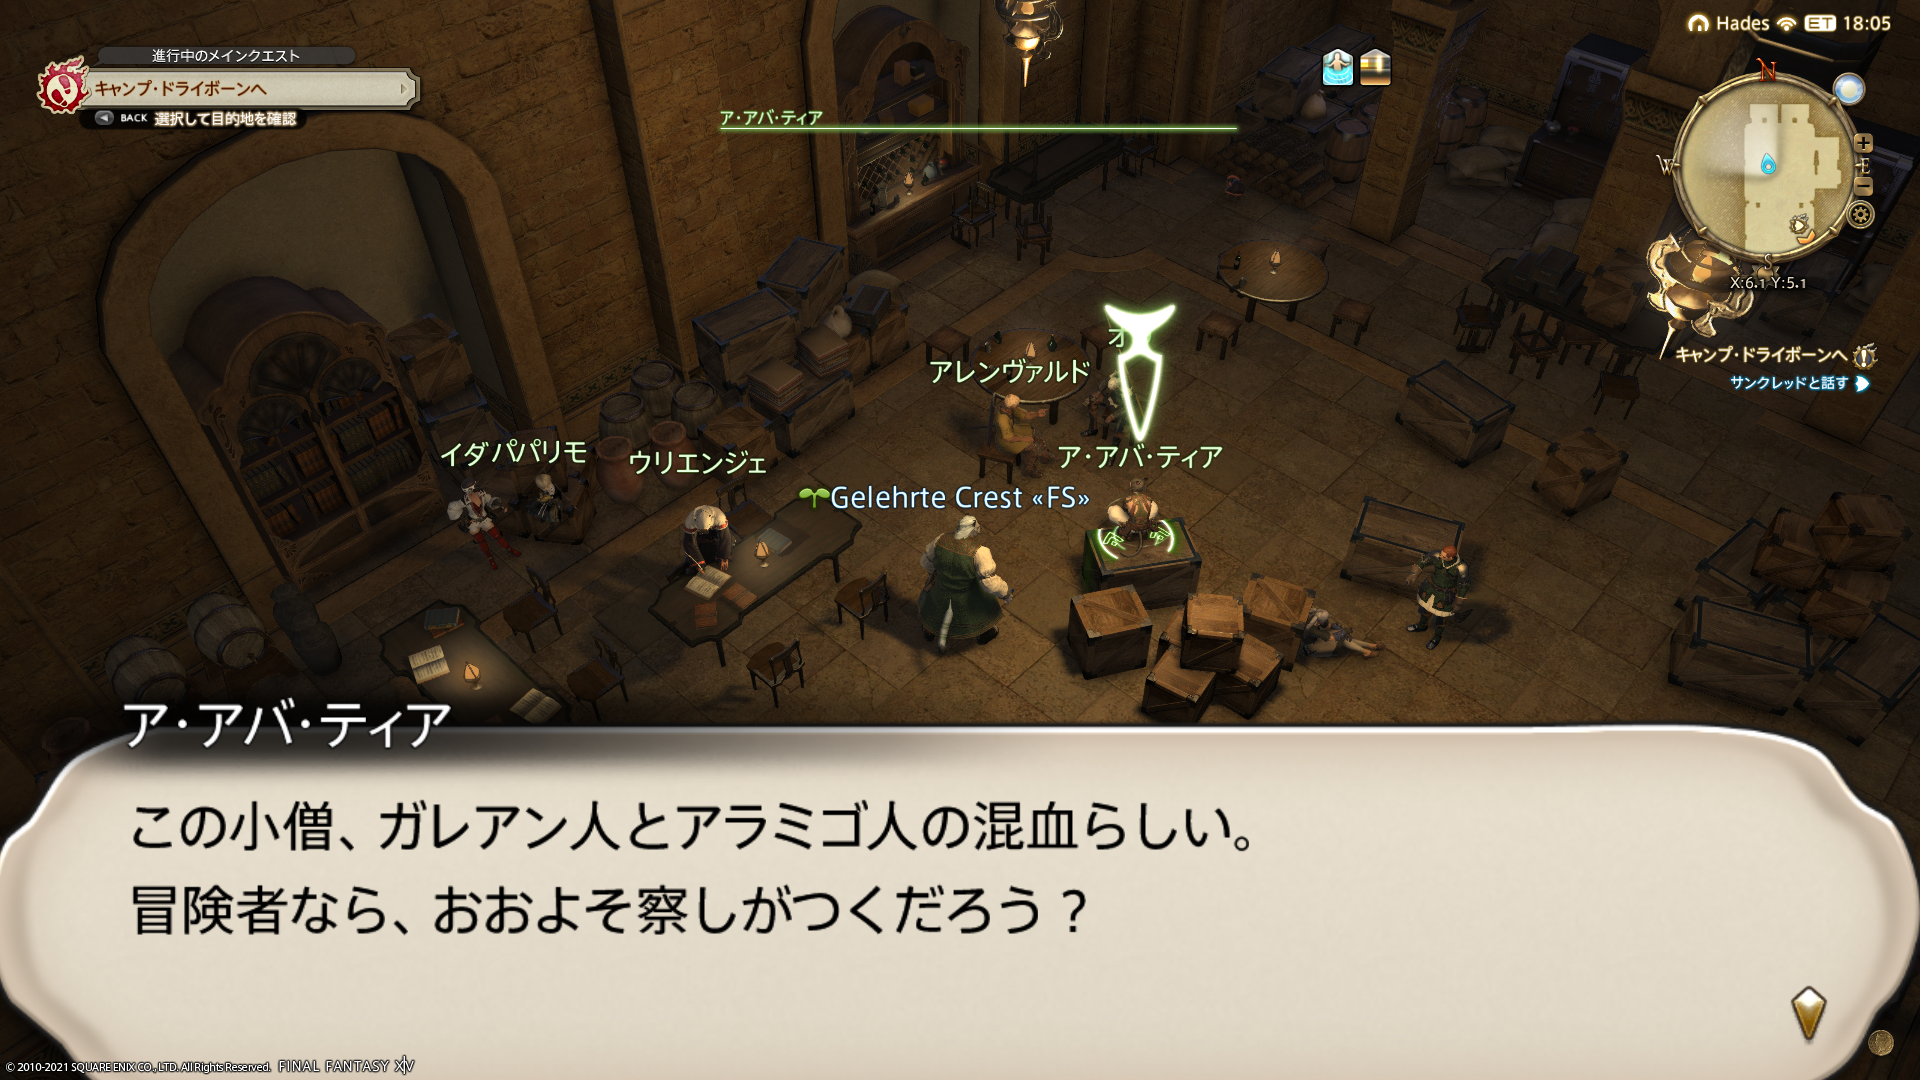 進行中のメインクエスト
キャンプ・ドライボーンへ
BACK 選択して目的地を確認
Hades ET 18:05
ア・アバ・ティア
N
W
E
S
X:6.1 Y:5.1
キャンプ・ドライボーンへ
サンクレッドと話す
オ
アレンヴァルド
イダ パパリモ
ウリエンジェ
ア・アバ・ティア
Gelehrte Crest «FS»
ア・アバ・ティア
この小僧、ガレアン人とアラミゴ人の混血らしい。
冒険者なら、おおよそ察しがつくだろう？
© 2010-2021 SQUARE ENIX CO., LTD. All Rights Reserved. FINAL FANTASY XIV